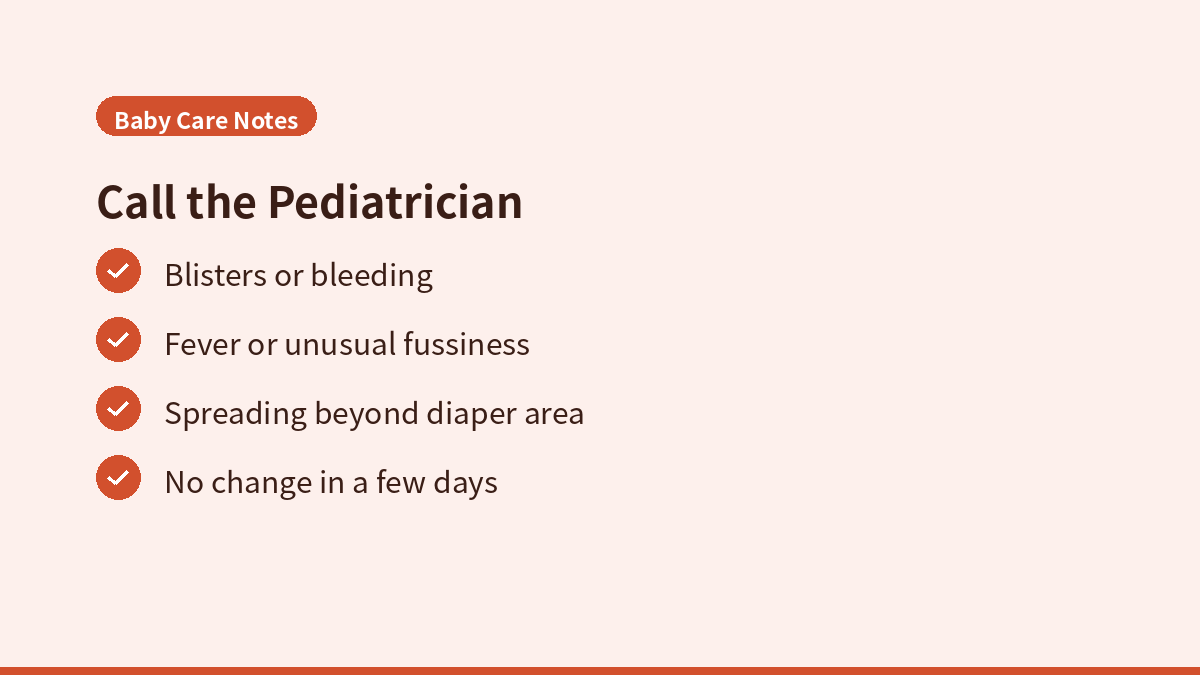 Baby Care Notes
Call the Pediatrician
Blisters or bleeding
Fever or unusual fussiness
Spreading beyond diaper area
No change in a few days